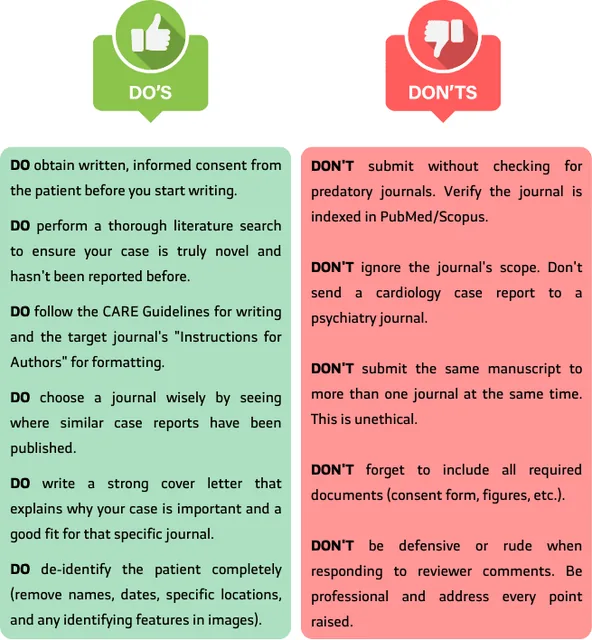 DO'S
DO obtain written, informed consent from
the patient before you start writing.
DO perform a thorough literature search
to ensure your case is truly novel and
hasn't been reported before.
DO follow the CARE Guidelines for writing
and the target journal's "Instructions for
Authors" for formatting.
DO choose a journal wisely by seeing
where similar case reports have been
published.
DO write a strong cover letter that
explains why your case is important and a
good fit for that specific journal.
DO de-identify the patient completely
(remove names, dates, specific locations,
and any identifying features in images).
DON'TS
DON'T submit without checking for
predatory journals. Verify the journal is
indexed in PubMed/Scopus.
DON'T ignore the journal's scope. Don't
send a cardiology case report to a
psychiatry journal.
DON'T submit the same manuscript to
more than one journal at the same time.
This is unethical.
DON'T forget to include all required
documents (consent form, figures, etc.).
DON'T be defensive or rude when
responding to reviewer comments. Be
professional and address every point
raised.